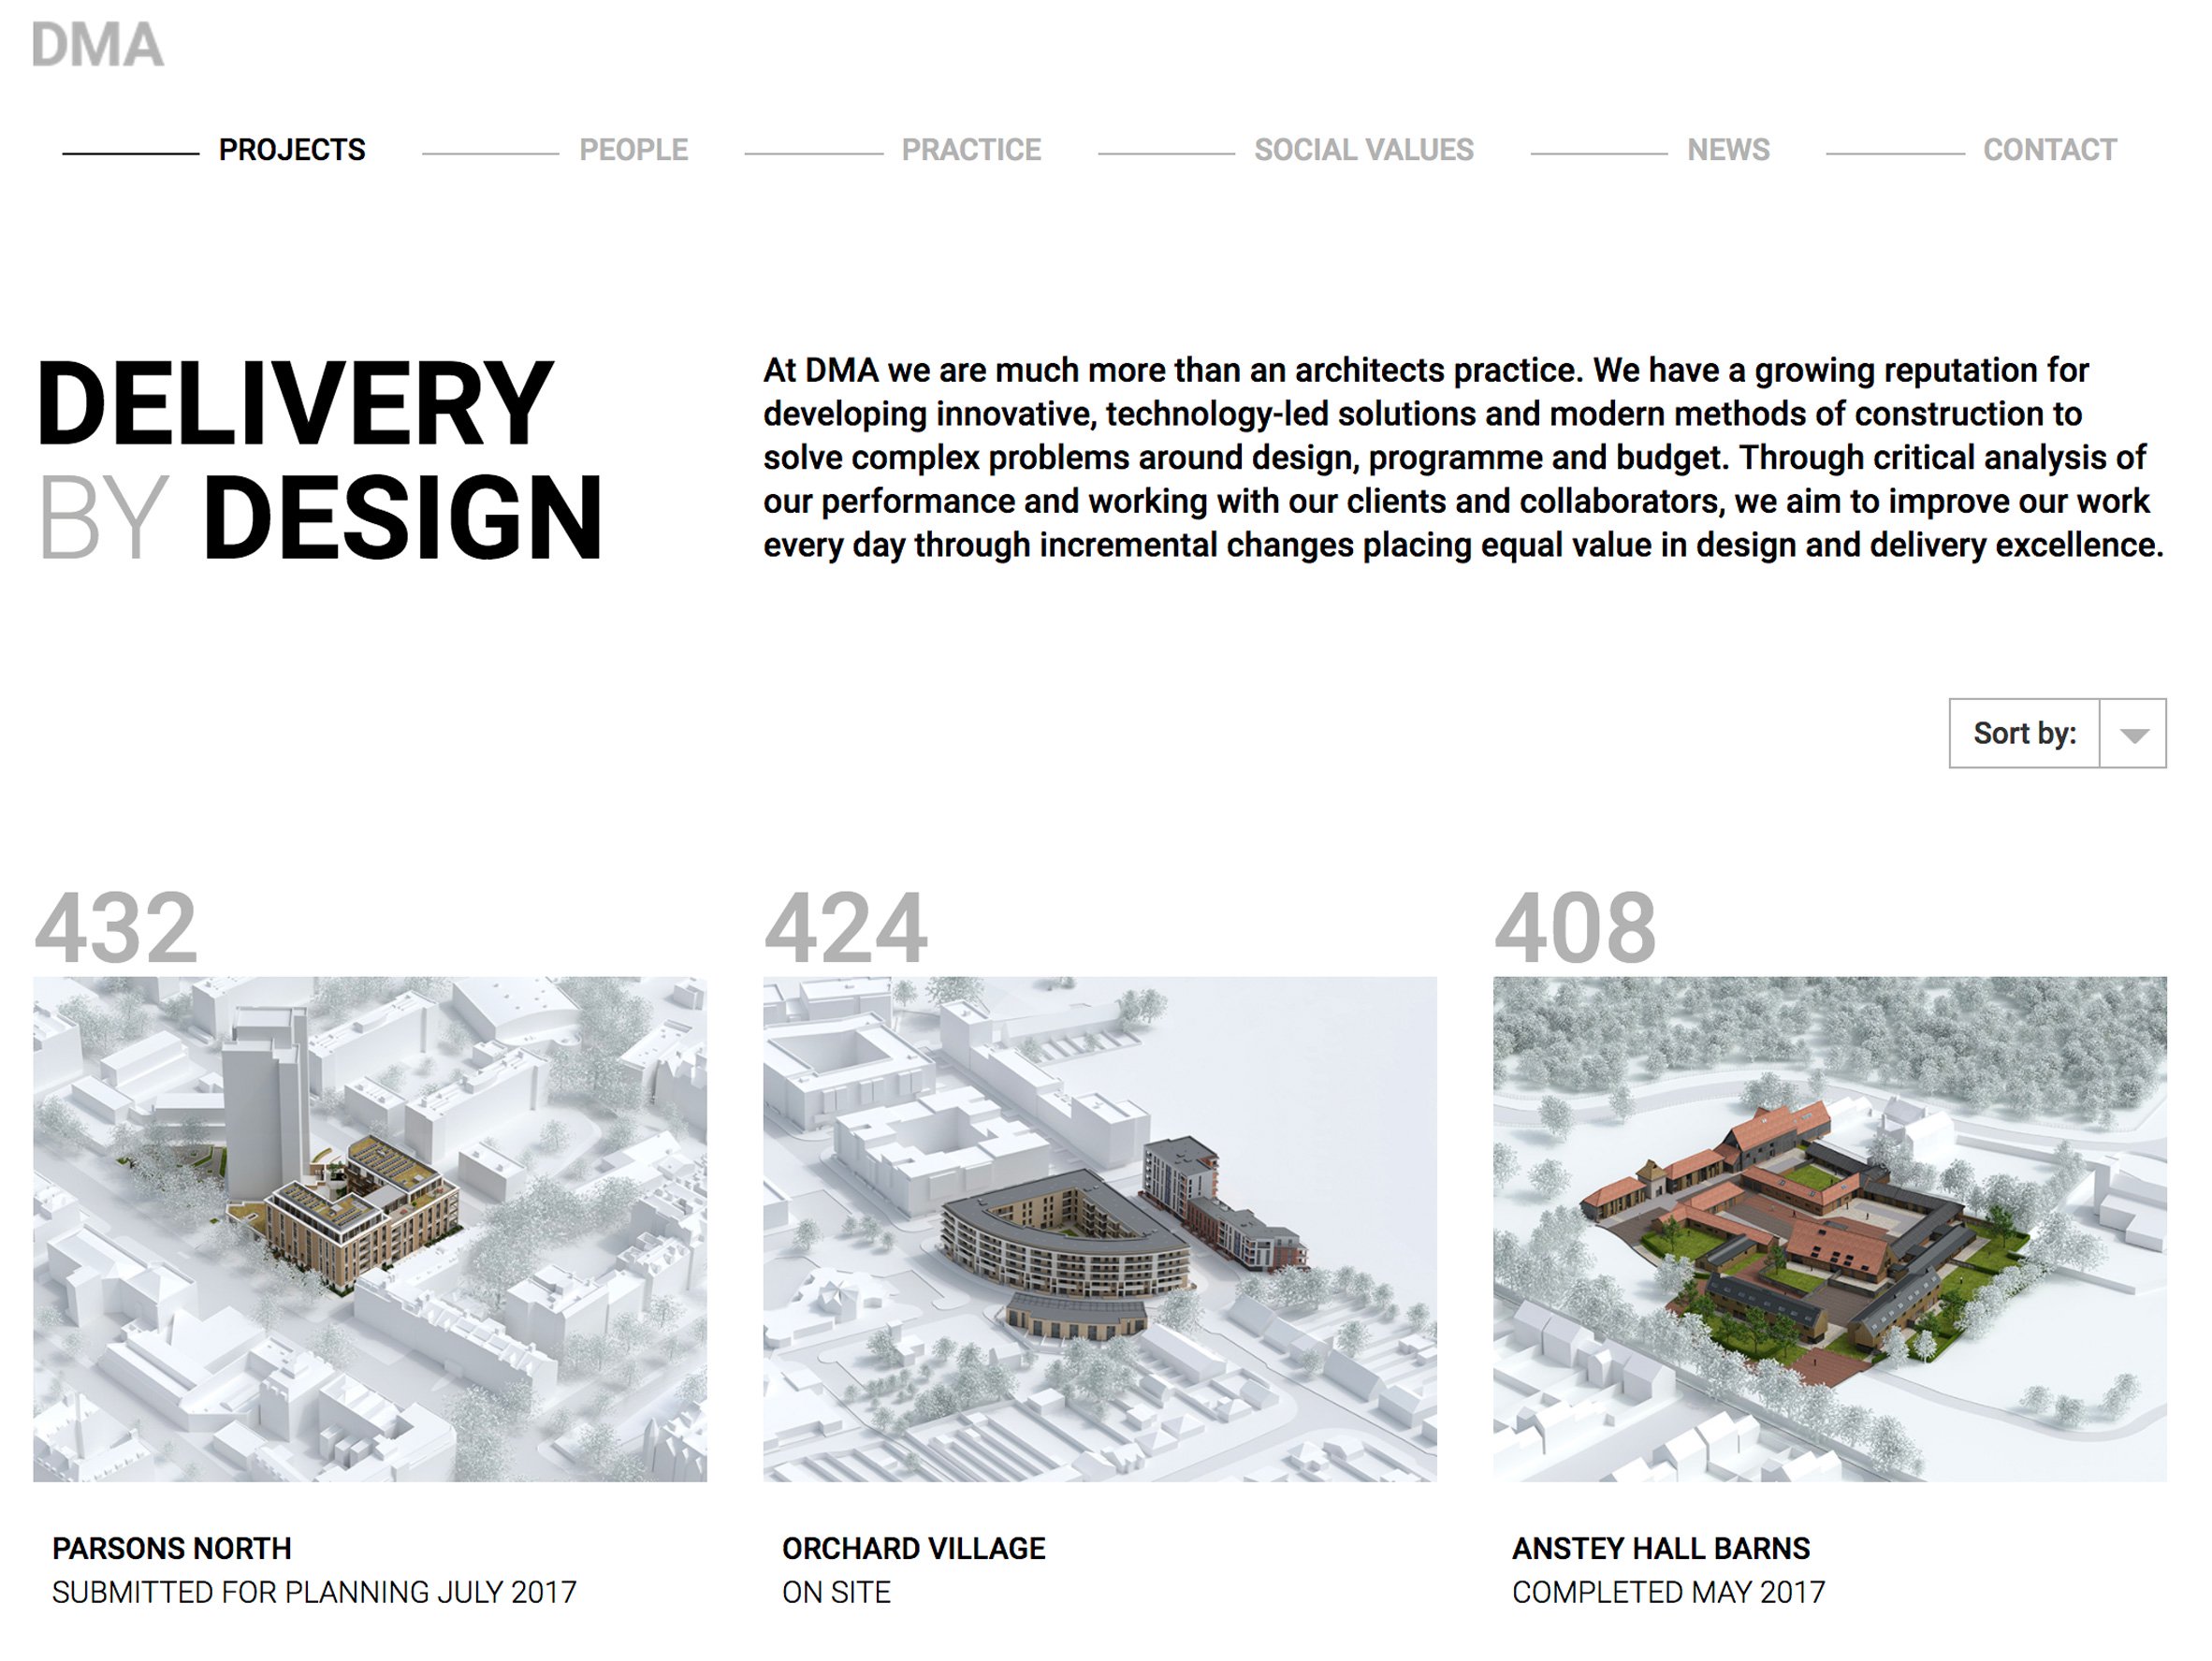 DMA
PROJECTS PEOPLE PRACTICE SOCIAL VALUES NEWS CONTACT
DELIVERY
BY DESIGN
At DMA we are much more than an architects practice. We have a growing reputation for
developing innovative, technology-led solutions and modern methods of construction to
solve complex problems around design, programme and budget. Through critical analysis of
our performance and working with our clients and collaborators, we aim to improve our work
every day through incremental changes placing equal value in design and delivery excellence.
Sort by:
432
PARSONS NORTH
SUBMITTED FOR PLANNING JULY 2017
424
ORCHARD VILLAGE
ON SITE
408
ANSTEY HALL BARNS
COMPLETED MAY 2017